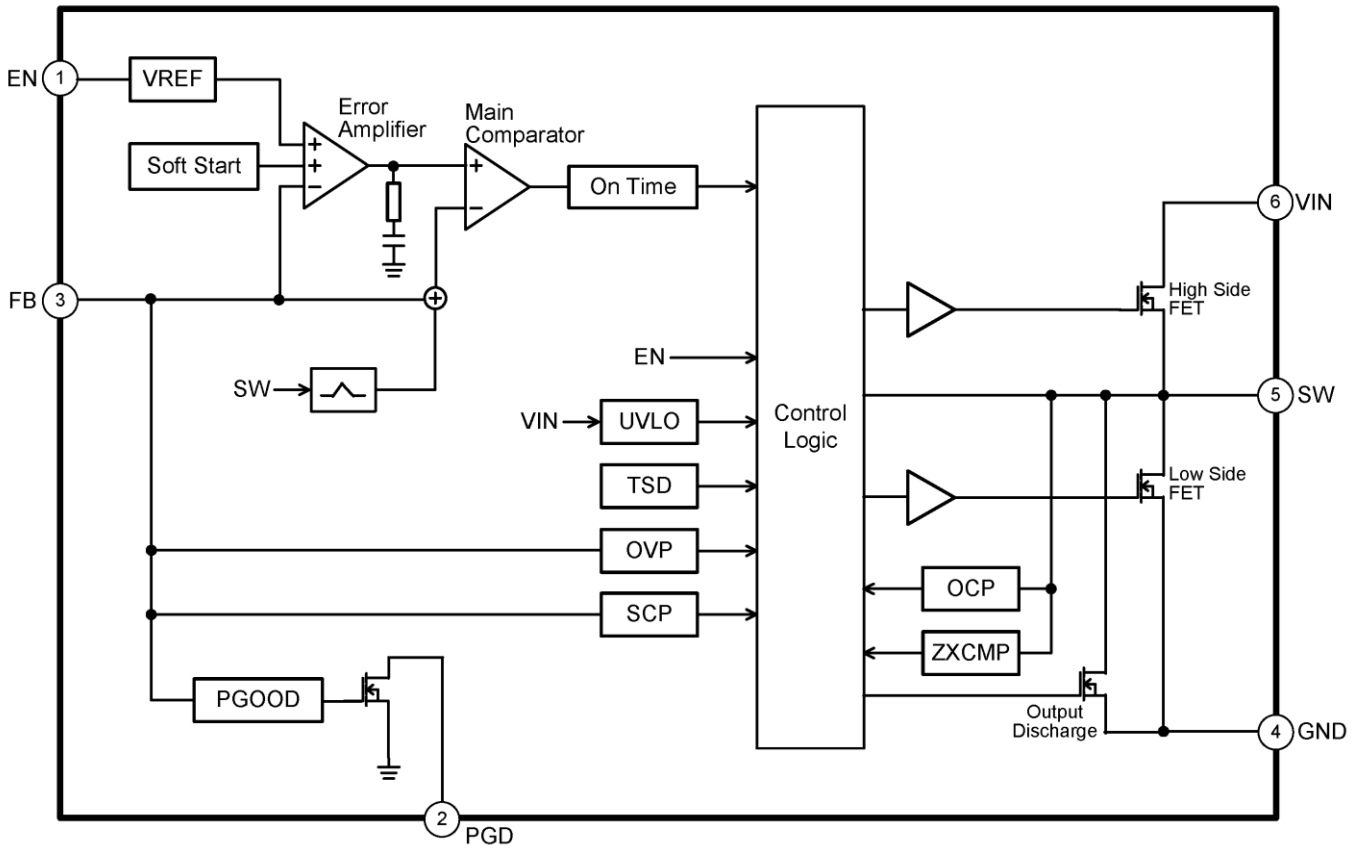 EN
1
VREF
Error
Amplifier
Main
Comparator
+
+
−
Soft Start
+
−
On Time
6
VIN
FB
3
+
High Side
FET
EN
SW
VIN
UVLO
Control
Logic
5
SW
TSD
Low Side
FET
OVP
OCP
SCP
ZXCMP
PGOOD
Output
Discharge
4
GND
2
PGD